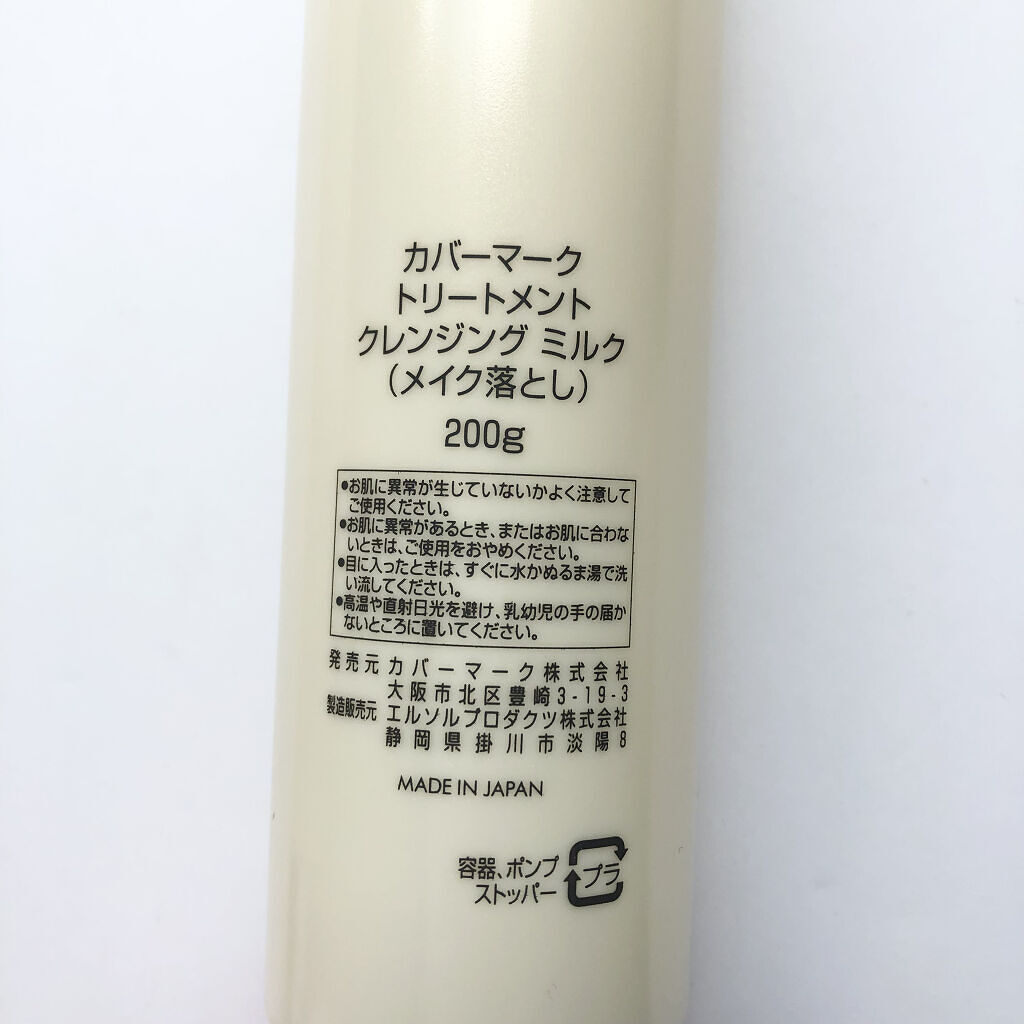 カバーマーク
トリートメント
クレンジング ミルク
(メイク落とし)
200g
●お肌に異常が生じていないかよく注意して
ご使用ください。
●お肌に異常があるとき、またはお肌に合わな
いときは、ご使用をおやめください。
●目に入ったときは、すぐに水かぬるま湯で洗
い流してください。
●高温や直射日光を避け、乳幼児の手の届か
ないところに置いてください。
発売元 カバーマーク株式会社
大阪市北区豊崎3-19-3
製造販売元 エルソルプロダクツ株式会社
静岡県掛川市淡陽8
MADE IN JAPAN
容器、ポンプ
ストッパー
プラ